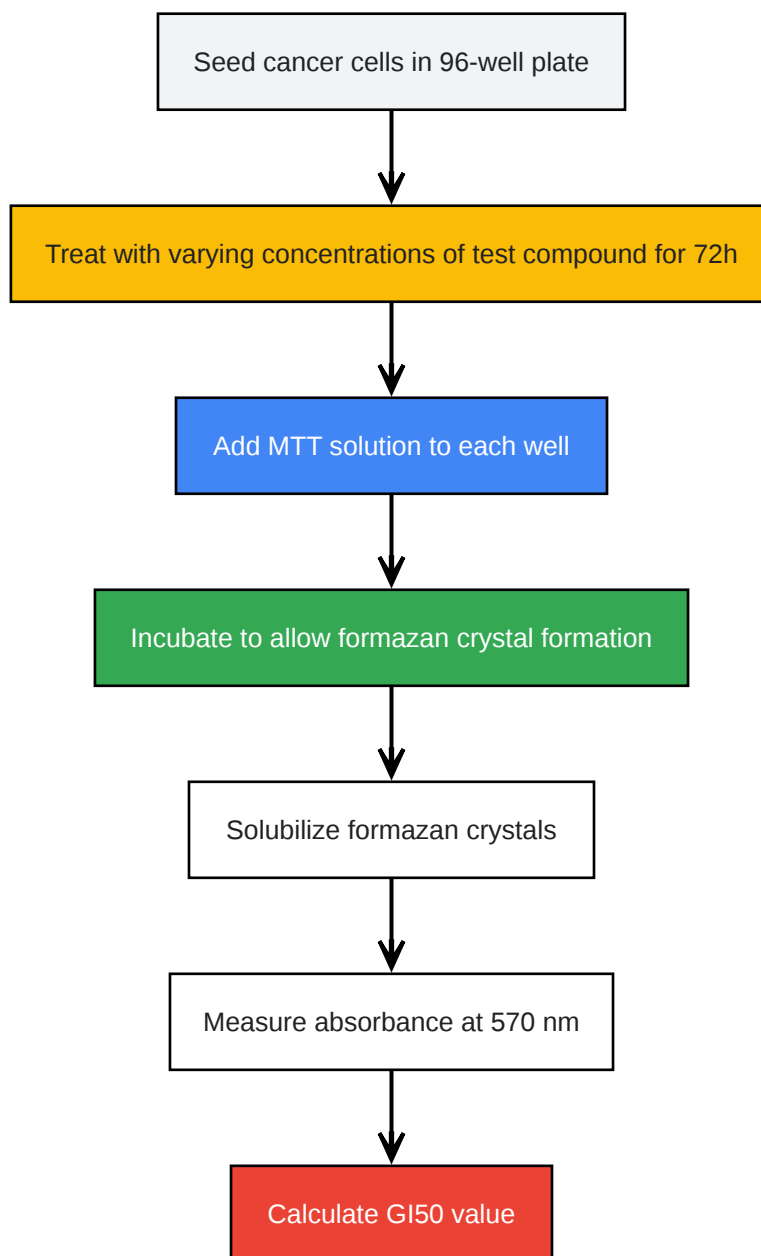 Seed cancer cells in 96-well plate
Treat with varying concentrations of test compound for 72h
Add MTT solution to each well
Incubate to allow formazan crystal formation
Solubilize formazan crystals
Measure absorbance at 570 nm
Calculate GI50 value